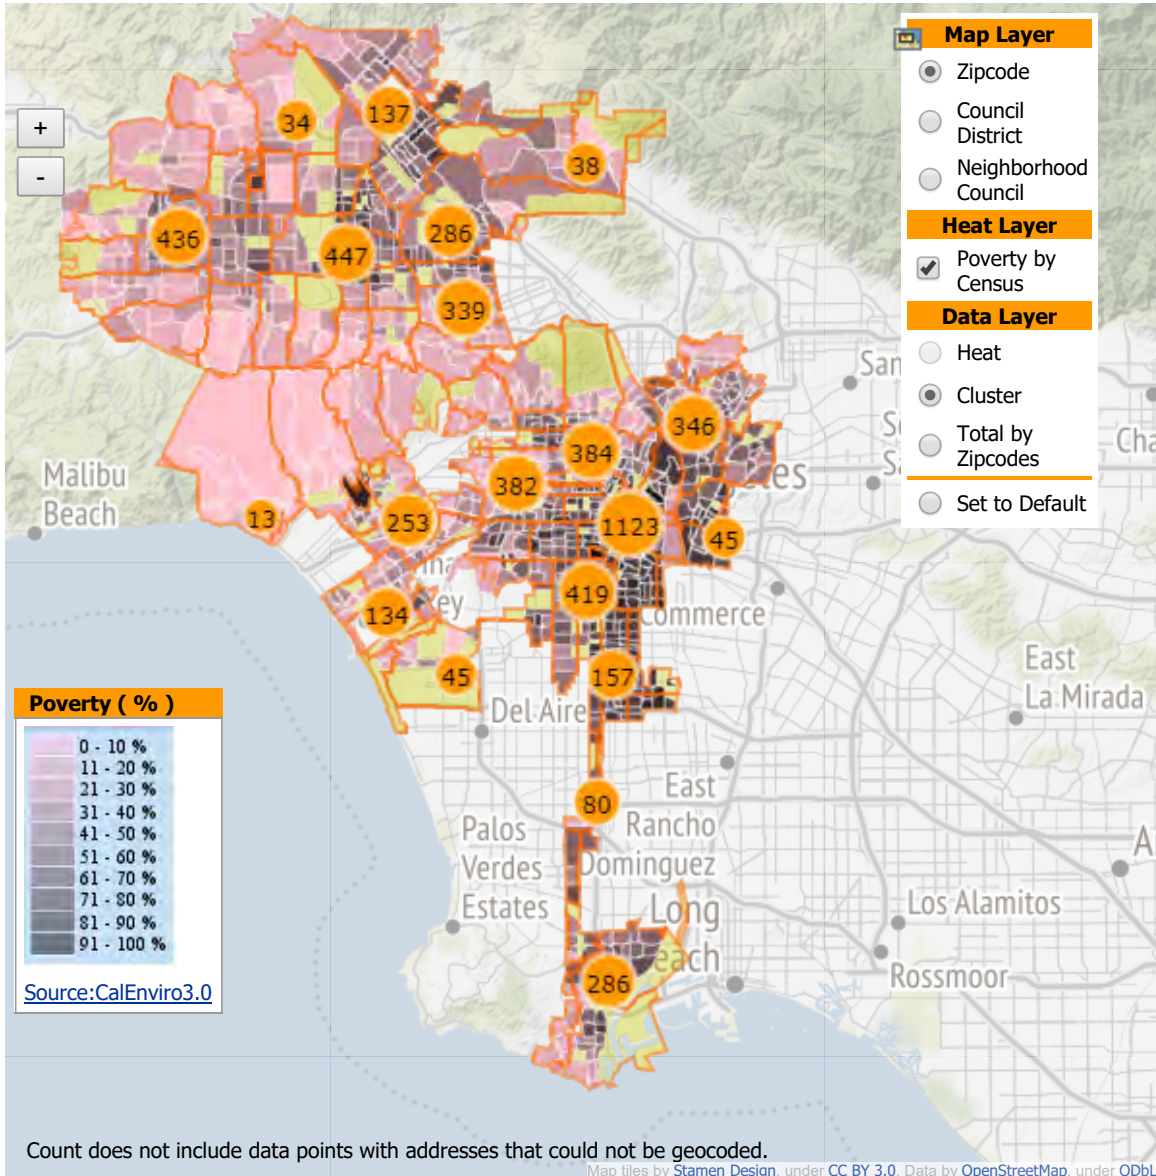 Map Layer
Zipcode
Council
District
Neighborhood
Council
Heat Layer
Poverty by
Census
Data Layer
Heat
Cluster
Total by
Zipcodes
Set to Default
+
-
34
137
38
436
447
286
339
346
384
382
1123
45
13
253
134
419
45
157
80
286
Malibu
Beach
Commerce
East
La Mirada
Del Aire
East
Rancho
Dominguez
Palos
Verdes
Estates
Long
each
Los Alamitos
Rossmoor
Poverty ( % )
0 - 10 %
11 - 20 %
21 - 30 %
31 - 40 %
41 - 50 %
51 - 60 %
61 - 70 %
71 - 80 %
81 - 90 %
91 - 100 %
Source:CalEnviro3.0
Count does not include data points with addresses that could not be geocoded.
Map tiles by Stamen Design, under CC BY 3.0. Data by OpenStreetMap, under ODbL